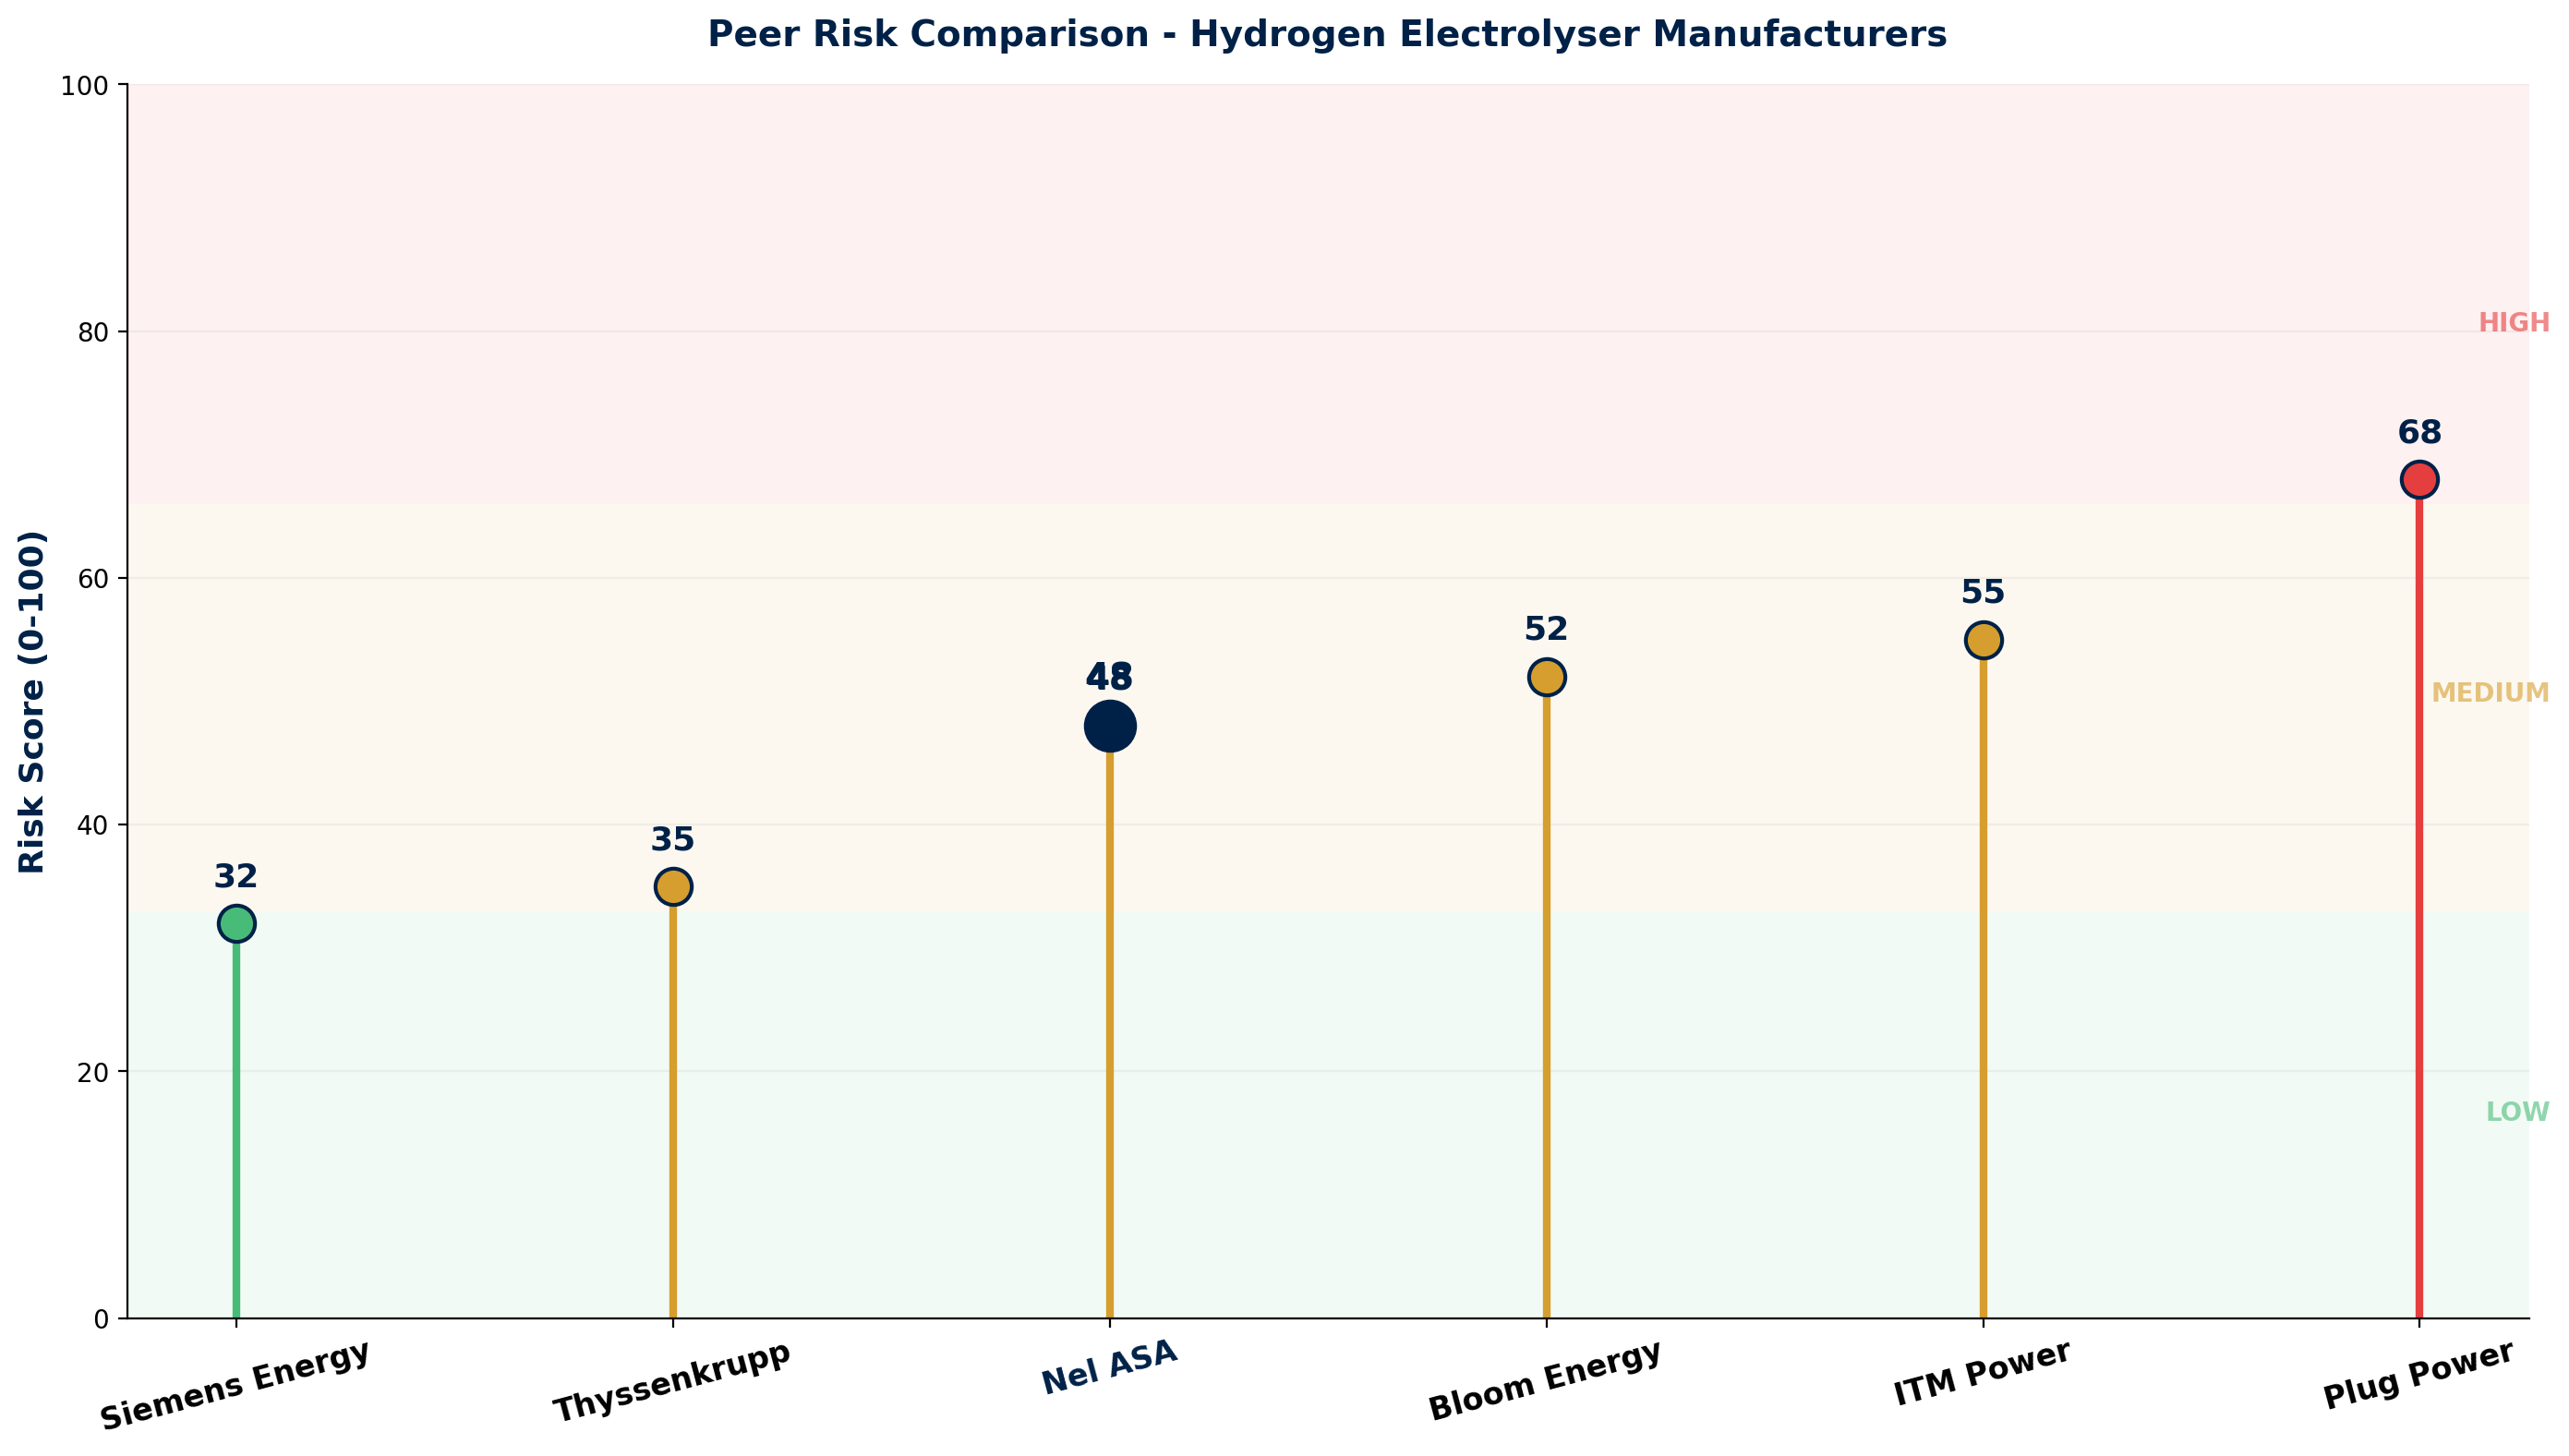 Peer Risk Comparison - Hydrogen Electrolyser Manufacturers
Risk Score (0-100)
100
80
60
40
20
0
HIGH
MEDIUM
LOW
32
35
48
52
55
68
Siemens Energy
Thyssenkrupp
Nel ASA
Bloom Energy
ITM Power
Plug Power